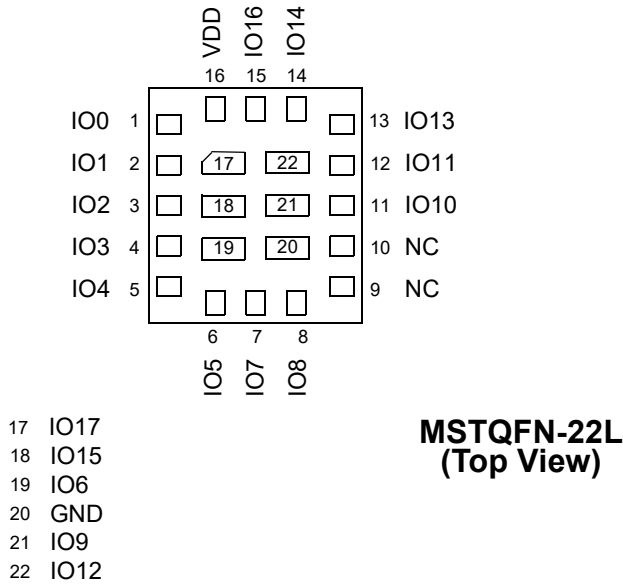 VDD IO16 IO14
16 15 14
IO0 1 13 IO13
IO1 2 17 22 12 IO11
IO2 3 18 21 11 IO10
IO3 4 19 20 10 NC
IO4 5 9 NC
6 7 8
IO5 IO7 IO8
17 IO17
18 IO15
19 IO6
20 GND
21 IO9
22 IO12
MSTQFN-22L
(Top View)